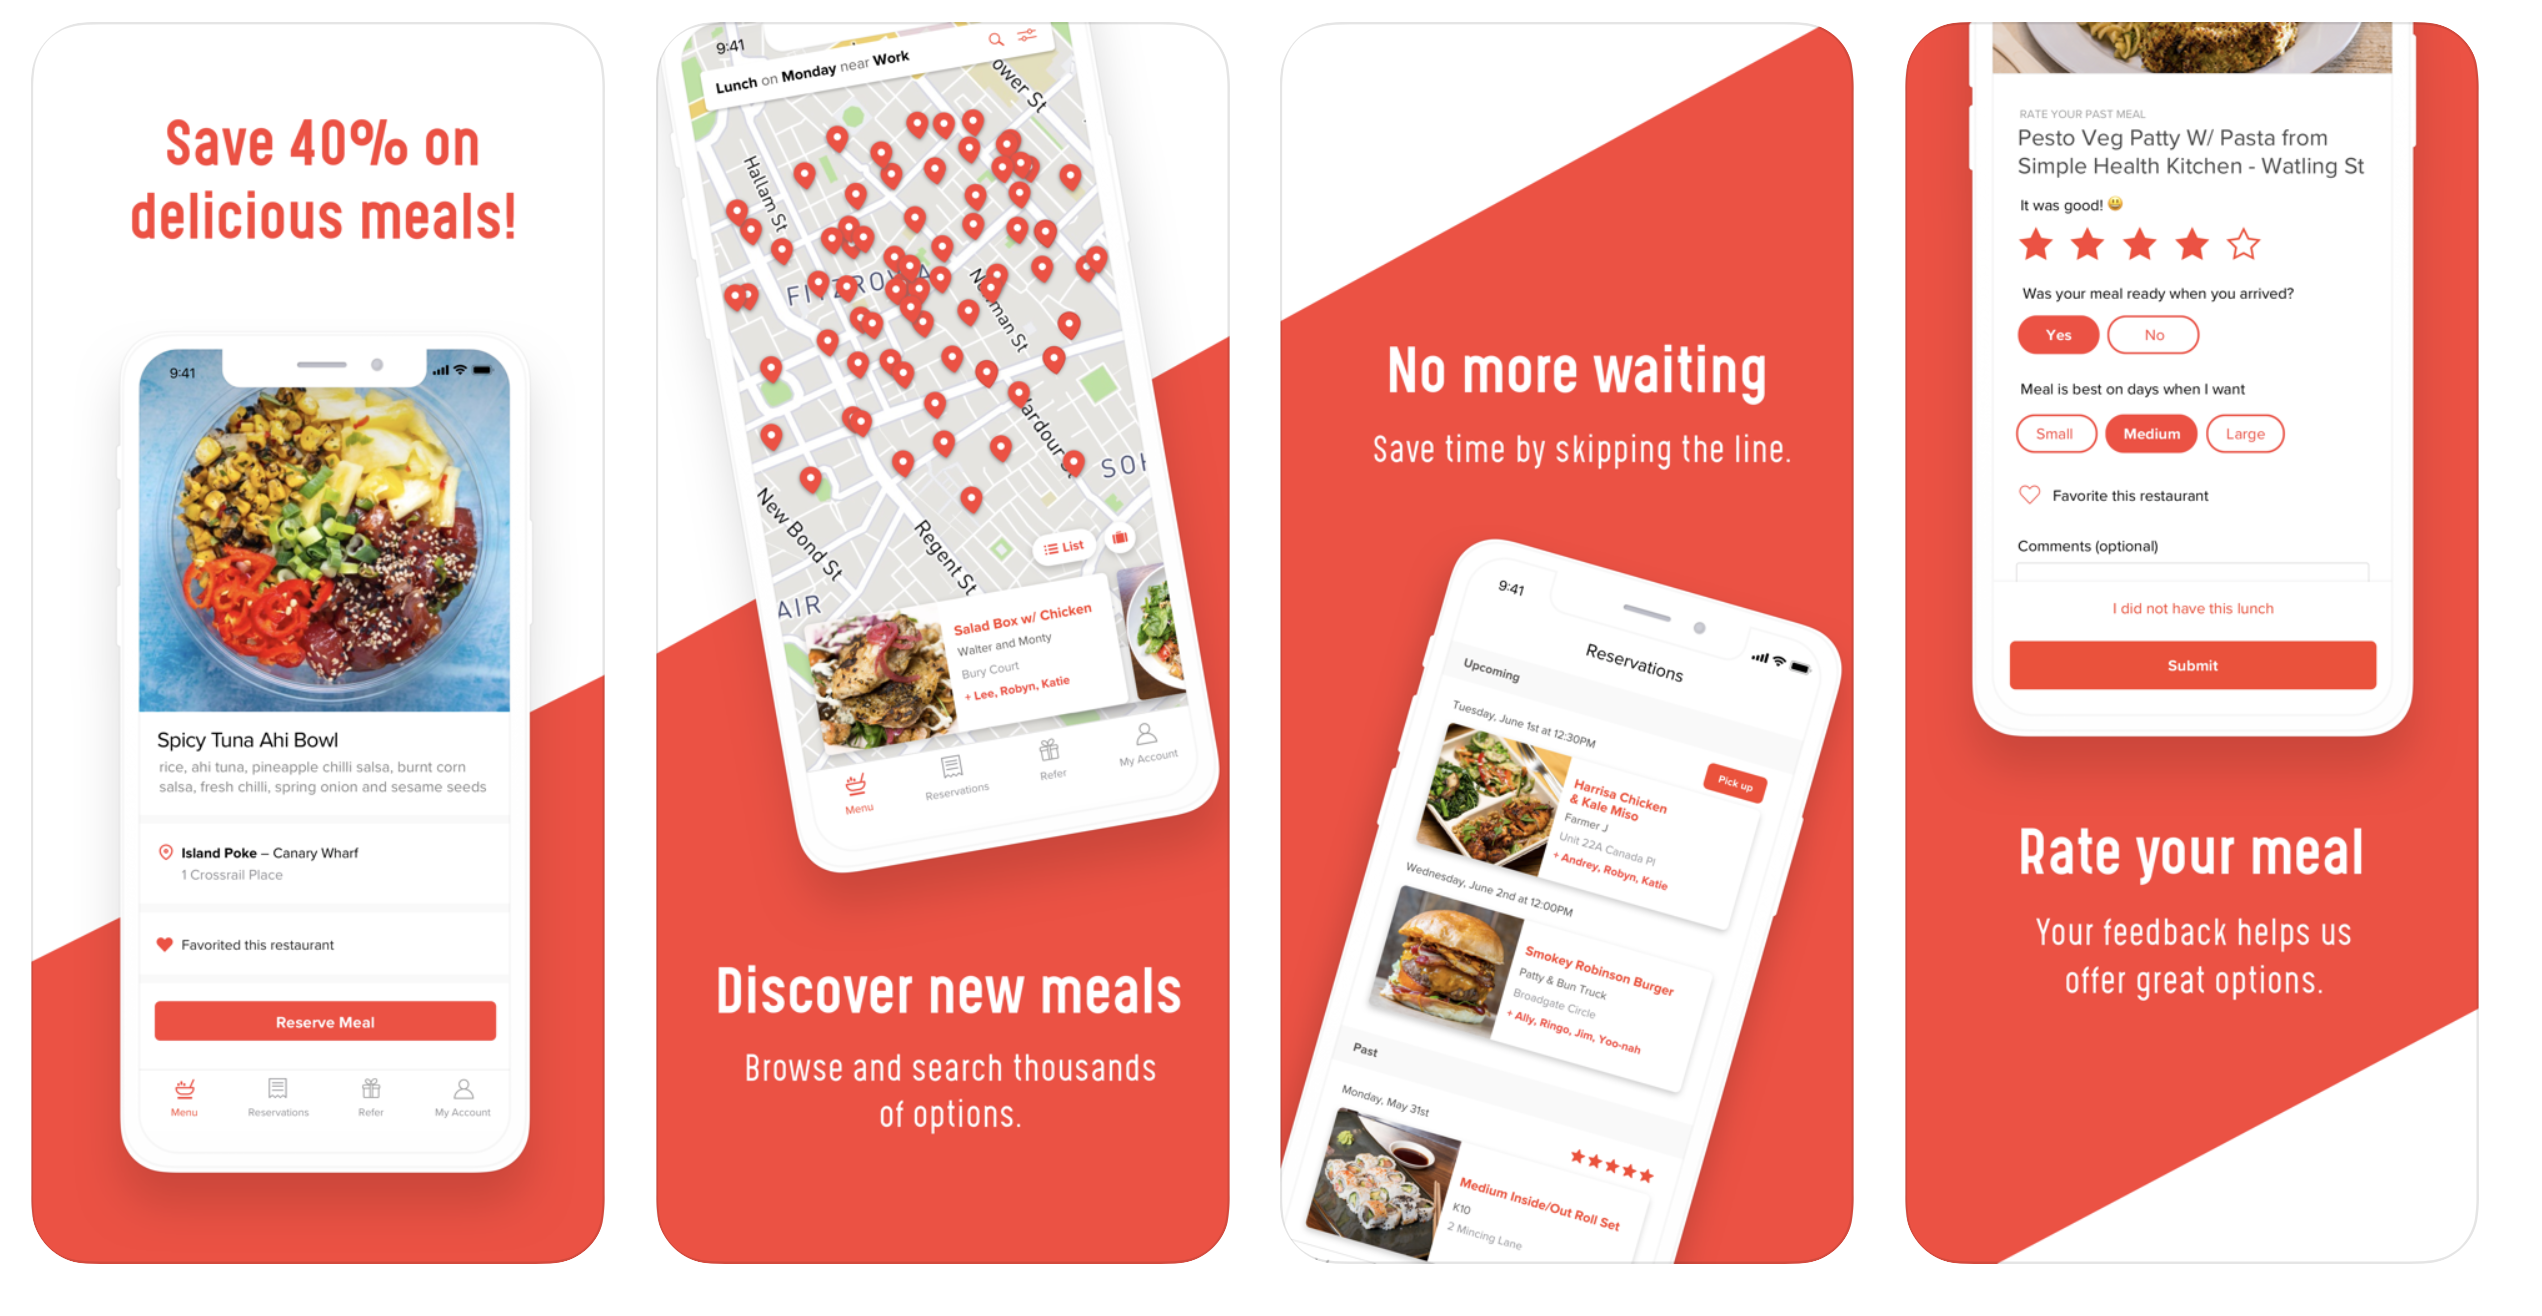 Save 40% on
delicious meals!
9:41
Spicy Tuna Ahi Bowl
rice, ahi tuna, pineapple chilli salsa, burnt corn
salsa, fresh chilli, spring onion and sesame seeds
Island Poke – Canary Wharf
1 Crossrail Place
Favorited this restaurant
Reserve Meal
Menu
Reservations
Refer
My Account
9:41
Lunch on Monday near Work
ower St
Hallam St
FITZROVIA
Newman St
ardour St
SOH
New Bond St
Regent St
AIR
List
Salad Box w/ Chicken
Walter and Monty
Bury Court
+ Lee, Robyn, Katie
Menu
Reservations
Refer
My Account
Discover new meals
Browse and search thousands
of options.
No more waiting
Save time by skipping the line.
9:41
Reservations
Upcoming
Tuesday, June 1st at 12:30PM
Pick up
Harrisa Chicken
& Kale Miso
Farmer J
Unit 22A Canada Pl
+ Andrey, Robyn, Katie
Wednesday, June 2nd at 12:00PM
Smokey Robinson Burger
Patty & Bun Truck
Broadgate Circle
+ Ally, Ringo, Jim, Yoo-nah
Past
Monday, May 31st
Medium Inside/Out Roll Set
K10
2 Mincing Lane
RATE YOUR PAST MEAL
Pesto Veg Patty W/ Pasta from
Simple Health Kitchen - Watling St
It was good! 😀
Was your meal ready when you arrived?
Yes
No
Meal is best on days when I want
Small
Medium
Large
Favorite this restaurant
Comments (optional)
I did not have this lunch
Submit
Rate your meal
Your feedback helps us
offer great options.